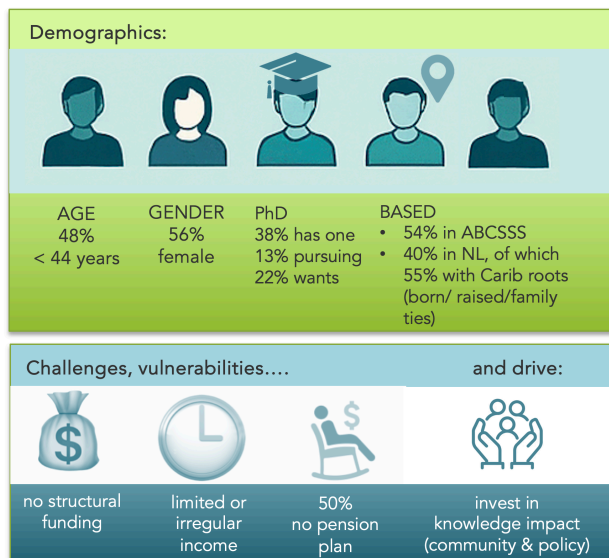 Demographics:
AGE
48%
< 44 years
GENDER
56%
female
PhD
38% has one
13% pursuing
22% wants
BASED
• 54% in ABCSSS
• 40% in NL, of which
55% with Carib roots
(born/ raised/family
ties)
Challenges, vulnerabilities....
and drive:
$
$
no structural
funding
limited or
irregular
income
50%
no pension
plan
invest in
knowledge impact
(community & policy)